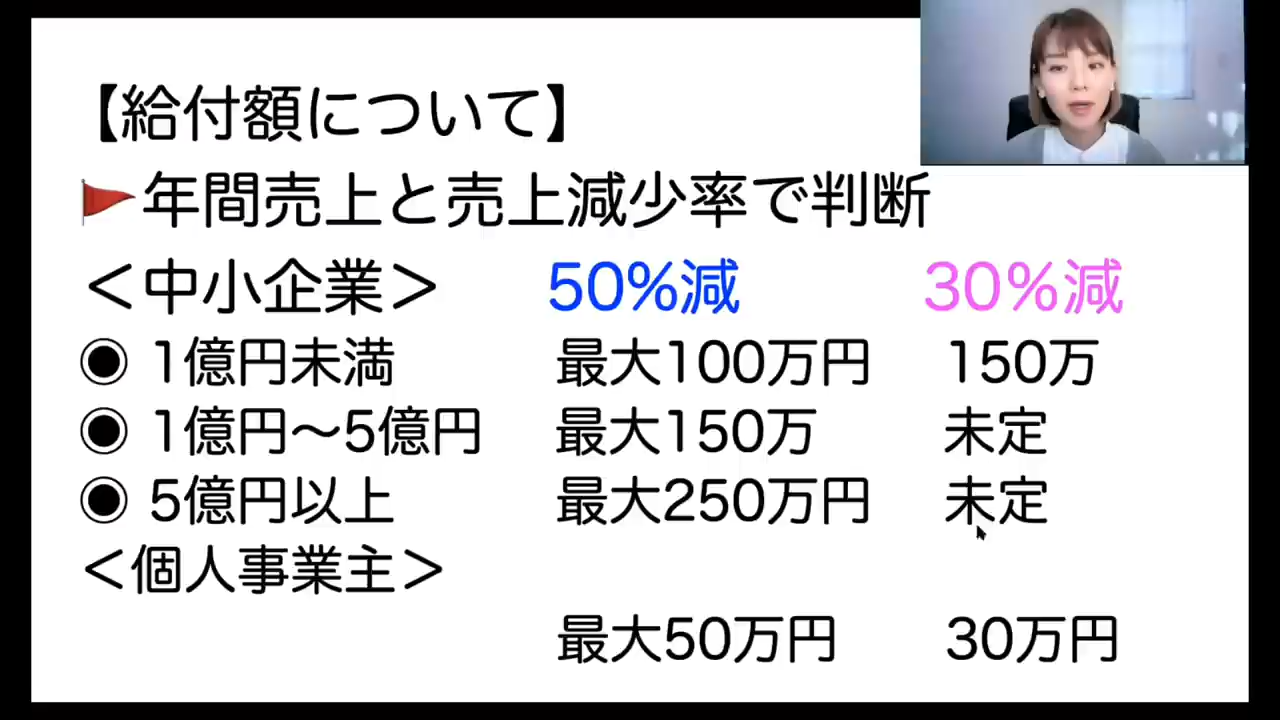 【給付額について】
🚩年間売上と売上減少率で判断
＜中小企業＞ 50%減 30%減
◉ 1億円未満 最大100万円 150万
◉ 1億円〜5億円 最大150万 未定
◉ 5億円以上 最大250万円 未定
＜個人事業主＞
最大50万円 30万円